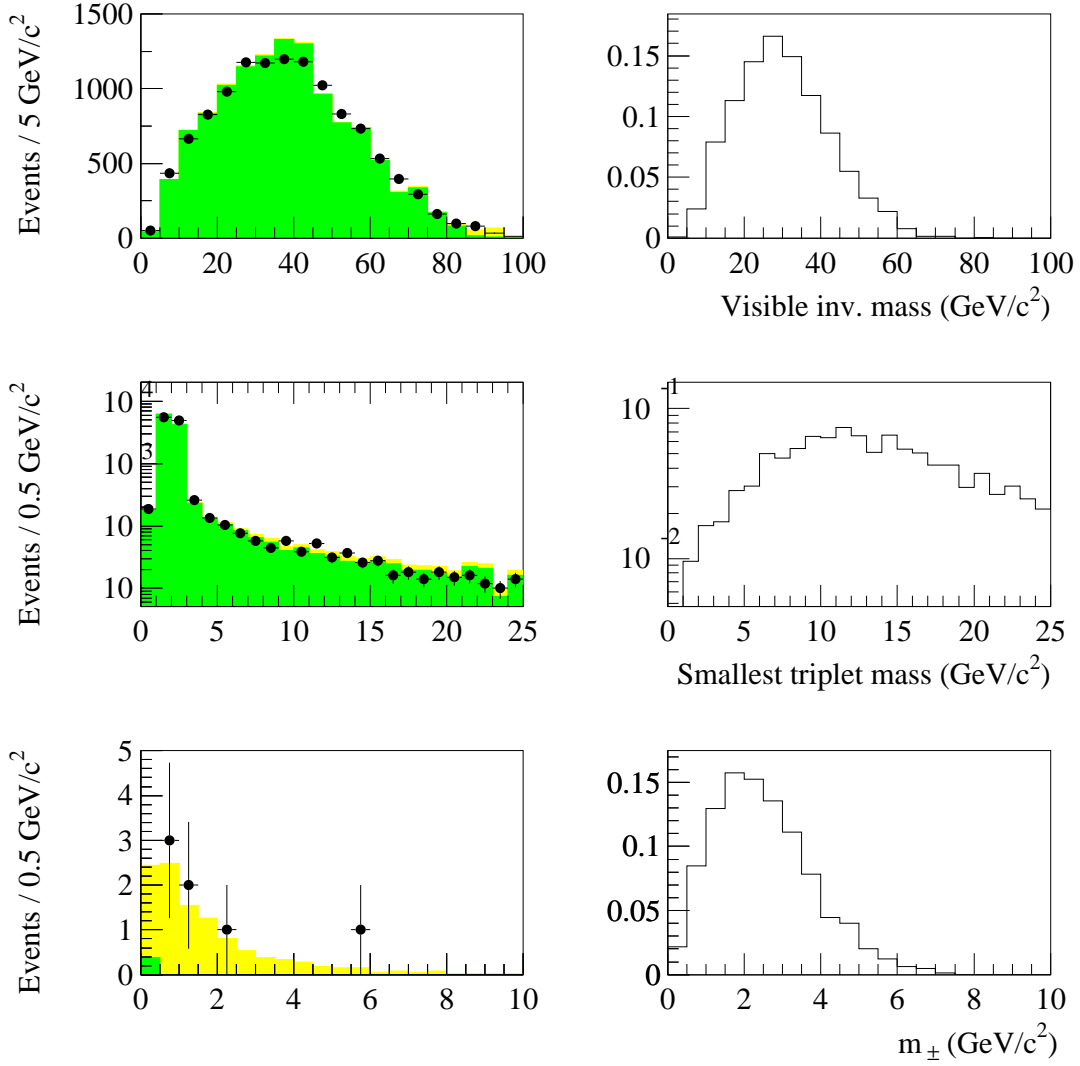 Events / 5 GeV/c²
1500
1000
500
0
0 20 40 60 80 100
0.15
0.1
0.05
0
0 20 40 60 80 100
Visible inv. mass (GeV/c²)
Events / 0.5 GeV/c²
10 4
10 3
10
10
0 5 10 15 20 25
10 -1
10 -2
0 5 10 15 20 25
Smallest triplet mass (GeV/c²)
Events / 0.5 GeV/c²
5
4
3
2
1
0
0 2 4 6 8 10
0.15
0.1
0.05
0
0 2 4 6 8 10
m ± (GeV/c²)